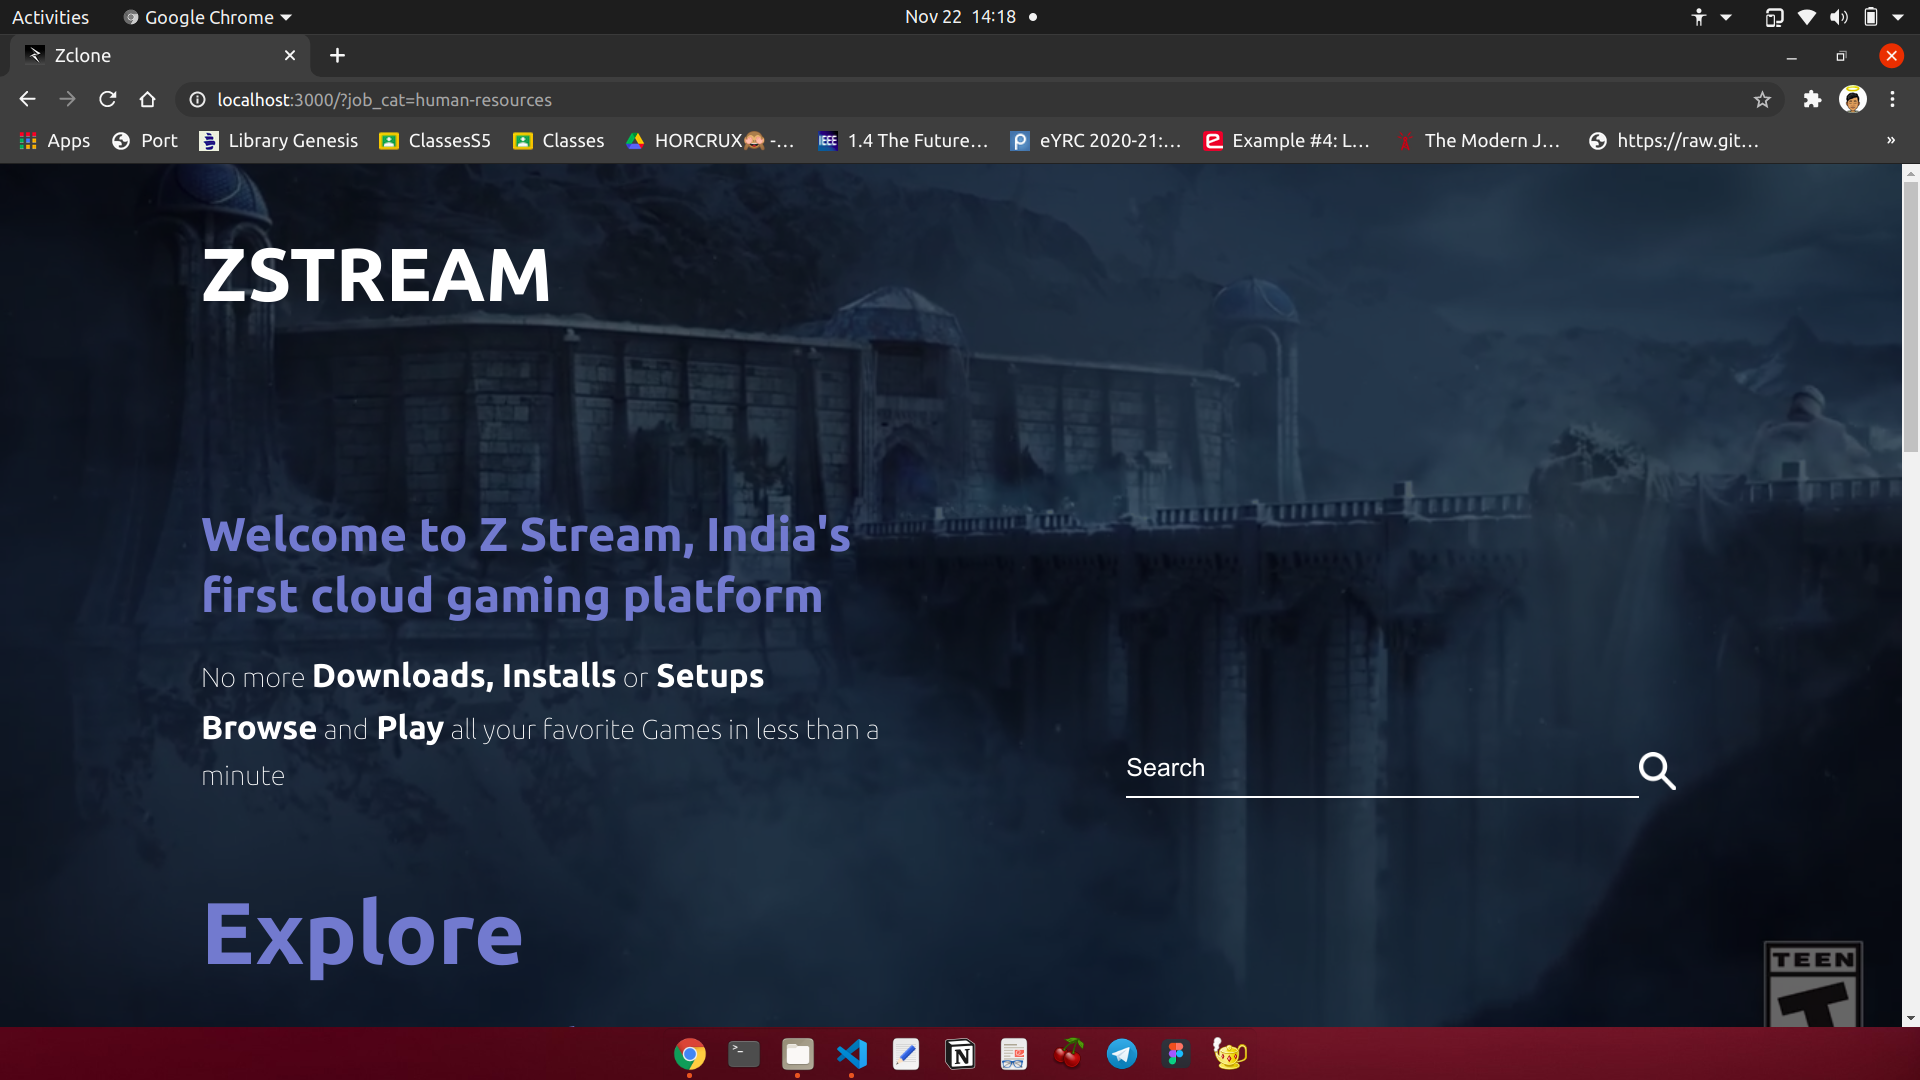 Activities
Google Chrome
Nov 22 14:18
Zclone
localhost:3000/?job_cat=human-resources
Apps
Port
Library Genesis
ClassesS5
Classes
HORCRUX🙈 -...
IEEE
1.4 The Future...
eYRC 2020-21:...
Example #4: L...
The Modern J...
https://raw.git...
»
ZSTREAM
Welcome to Z Stream, India's
first cloud gaming platform
No more Downloads, Installs or Setups
Browse and Play all your favorite Games in less than a
minute
Search
Explore
TEEN
T